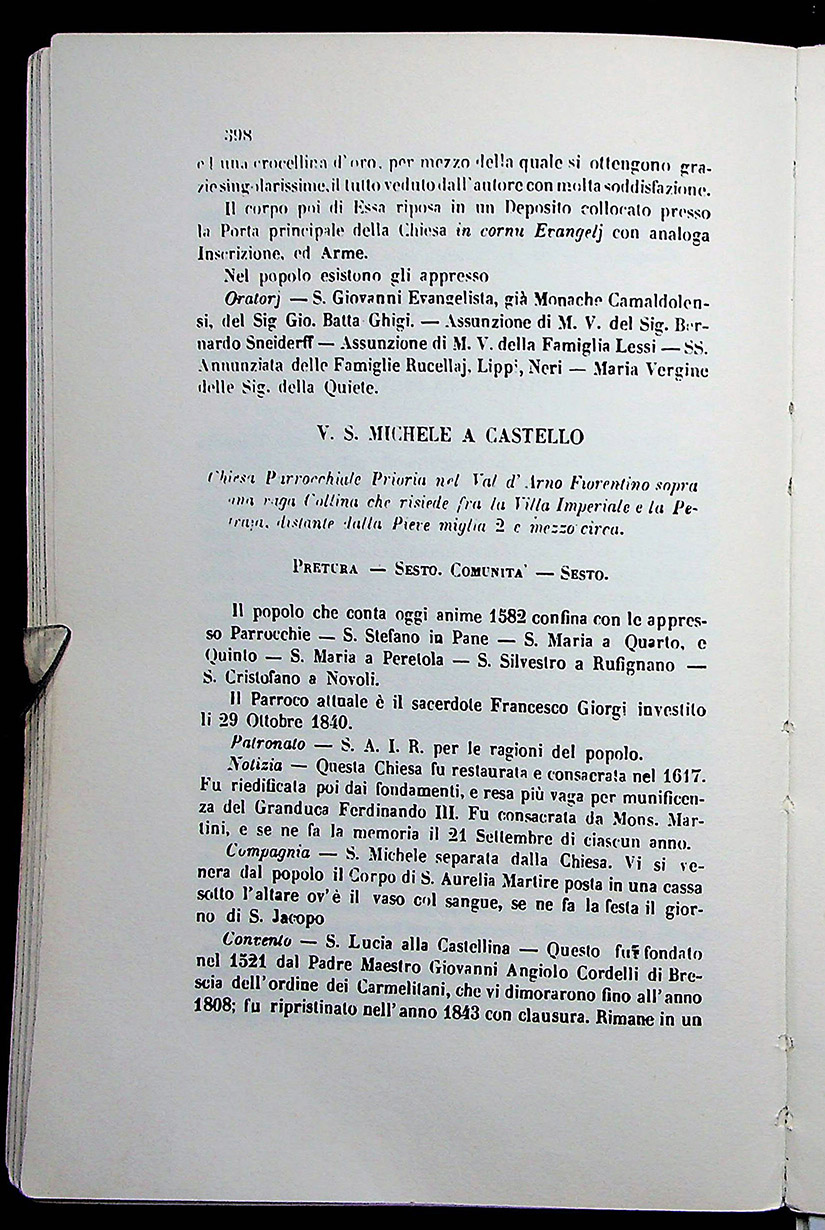 398
ed una crocellina d'oro, per mezzo della quale si ottengono gra-
zie singolarissime, il tutto veduto dall'autore con molta soddisfazione.
Il corpo poi di Essa riposa in un Deposito collocato presso
la Porta principale della Chiesa in cornu Evangelj con analoga
Inscrizione, ed Arme.
Nel popolo esistono gli appresso
Oratorj — S. Giovanni Evangelista, già Monache Camaldolen-
si, del Sig Gio. Batta Ghigi. — Assunzione di M. V. del Sig. Ber-
nardo Sneiderff — Assunzione di M. V. della Famiglia Lessi — SS.
Annunziata delle Famiglie Rucellaj, Lippi, Neri — Maria Vergine
delle Sig. della Quiete.
V. S. MICHELE A CASTELLO
Chiesa Parrocchiale Prioria nel Val d'Arno Fiorentino sopra
una vaga Collina che risiede fra la Villa Imperiale e la Pe-
traja, distante dalla Pieve miglia 2 e mezzo circa.
PRETURA — SESTO. COMUNITA' — SESTO.
Il popolo che conta oggi anime 1582 confina con le appres-
so Parrocchie — S. Stefano in Pane — S. Maria a Quarto, e
Quinto — S. Maria a Peretola — S. Silvestro a Rufignano —
S. Cristofano a Novoli.
Il Parroco attuale è il sacerdote Francesco Giorgi investito
li 29 Ottobre 1840.
Patronato — S. A. I. R. per le ragioni del popolo.
Notizia — Questa Chiesa fu restaurata e consacrata nel 1617.
Fu riedificata poi dai fondamenti, e resa più vaga per munificen-
za del Granduca Ferdinando III. Fu consacrata da Mons. Mar-
tini, e se ne fa la memoria il 21 Settembre di ciascun anno.
Compagnia — S. Michele separata dalla Chiesa. Vi si ve-
nera dal popolo il Corpo di S. Aurelia Martire posta in una cassa
sotto l'altare ov'è il vaso col sangue, se ne fa la festa il gior-
no di S. Jacopo
Convento — S. Lucia alla Castellina — Questo fu fondato
nel 1521 dal Padre Maestro Giovanni Angiolo Cordelli di Bre-
scia dell'ordine dei Carmelitani, che vi dimorarono fino all'anno
1808; fu ripristinato nell'anno 1843 con clausura. Rimane in un